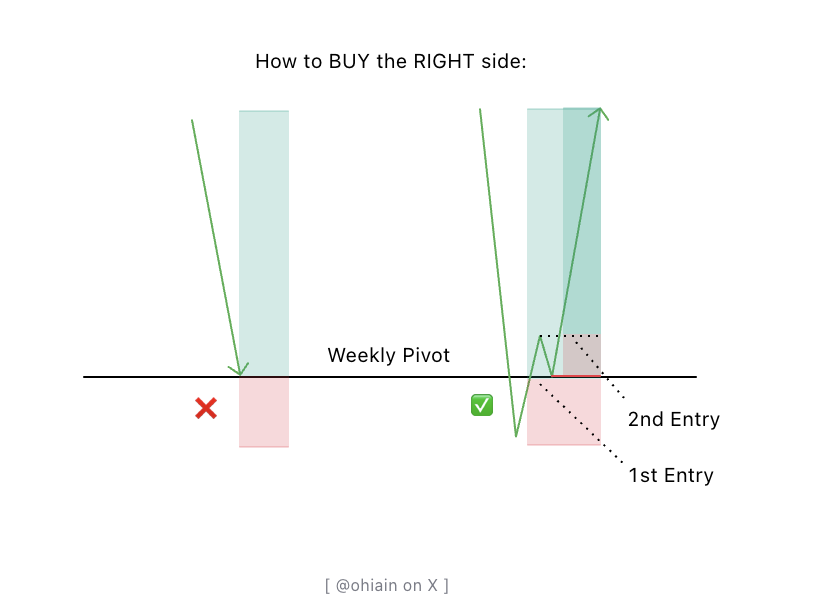 How to BUY the RIGHT side:
Weekly Pivot
2nd Entry
1st Entry
[ @ohiain on X ]